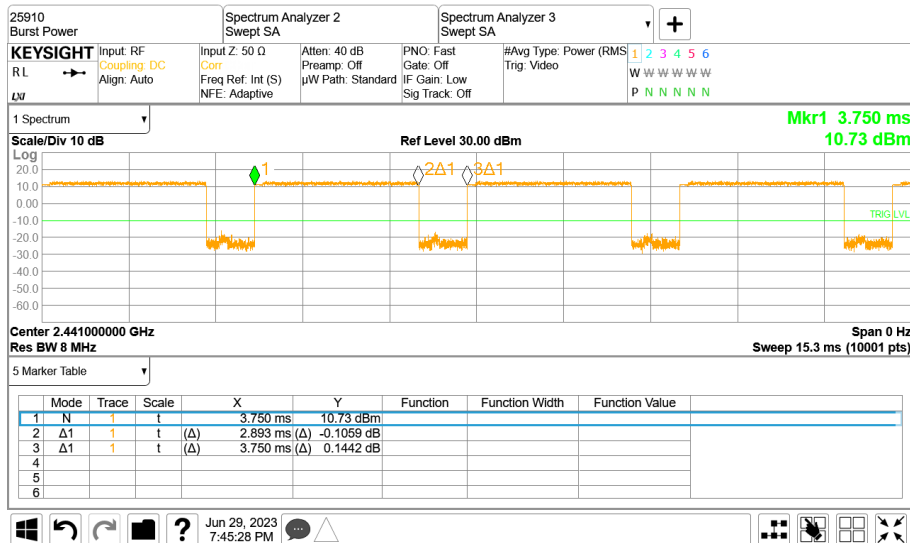 25910
Burst Power
Spectrum Analyzer 2
Swept SA
Spectrum Analyzer 3
Swept SA
KEYSIGHT
R L
LXI
Input: RF
Coupling: DC
Align: Auto
Input Z: 50 Ω
Corr
Freq Ref: Int (S)
NFE: Adaptive
Atten: 40 dB
Preamp: Off
µW Path: Standard
PNO: Fast
Gate: Off
IF Gain: Low
Sig Track: Off
#Avg Type: Power (RMS
Trig: Video
1 2 3 4 5 6
W W W W W W
P N N N N N
1 Spectrum
Mkr1 3.750 ms
10.73 dBm
Scale/Div 10 dB
Ref Level 30.00 dBm
Log
1 2Δ1 3Δ1
20.0
10.0
0.00
TRIG LVL
-10.0
-20.0
-30.0
-40.0
-50.0
-60.0
Center 2.441000000 GHz
Span 0 Hz
Res BW 8 MHz
Sweep 15.3 ms (10001 pts)
5 Marker Table
Mode Trace Scale X Y Function Function Width Function Value
1 N 1 t 3.750 ms 10.73 dBm
2 Δ1 1 t (Δ) 2.893 ms (Δ) -0.1059 dB
3 Δ1 1 t (Δ) 3.750 ms (Δ) 0.1442 dB
4
5
6
? Jun 29, 2023
7:45:28 PM